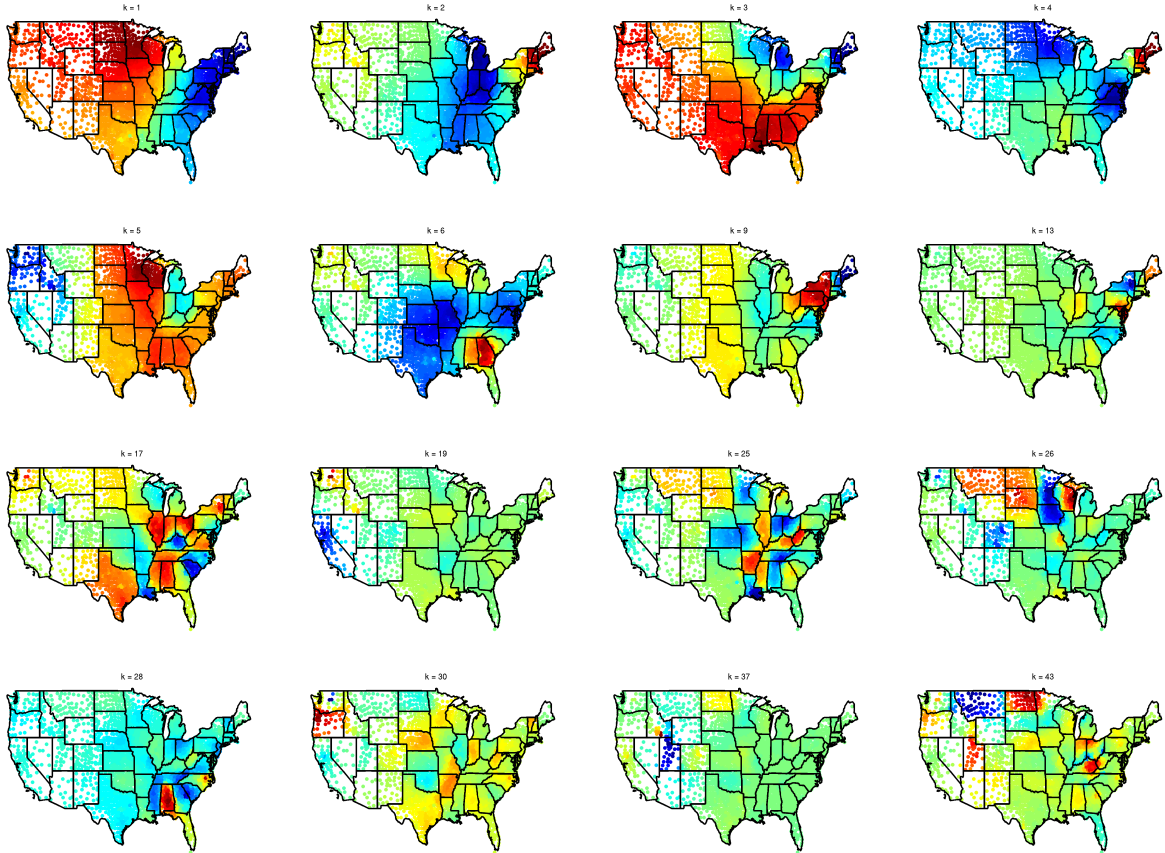 k = 1
k = 2
k = 3
k = 4
k = 5
k = 6
k = 9
k = 13
k = 17
k = 19
k = 25
k = 26
k = 28
k = 30
k = 37
k = 43